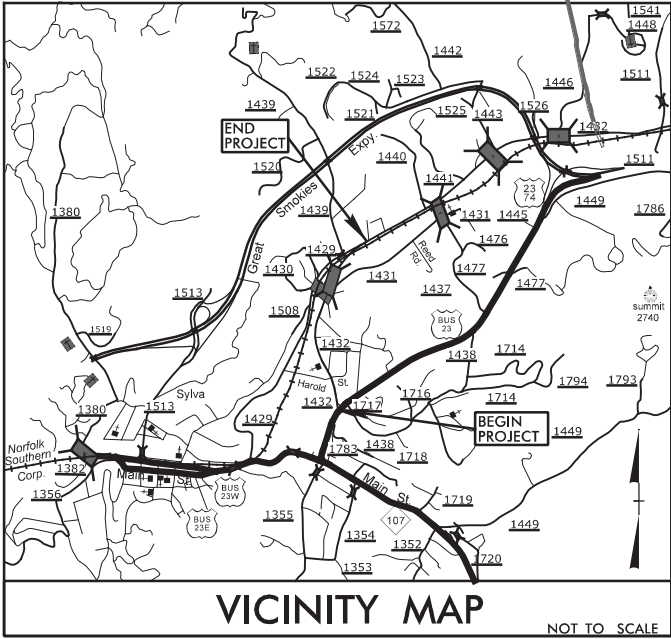 1541
1448
1572
1442
1522
1524
1523
1446
1511
1439
1521
1525
1443
1526
1432
END
PROJECT
Expy.
1520
1440
1511
Smokies
1441
23
74
1449
1380
1439
1431
1445
1786
Great
1476
Reed
Rd.
1429
1430
1431
1477
1477
1513
1437
summit
2740
1508
BUS
23
1519
1432
1438
1714
Harold St.
1794
1793
Sylva
1716
1714
1380
1513
1432
1717
1429
BEGIN
PROJECT
1449
Norfolk
Southern
Corp.
1783
1438
1718
1382
Main St.
BUS
23W
Main St.
1356
BUS
23E
1719
1355
107
1449
1354
1352
1353
1720
VICINITY MAP
NOT TO SCALE